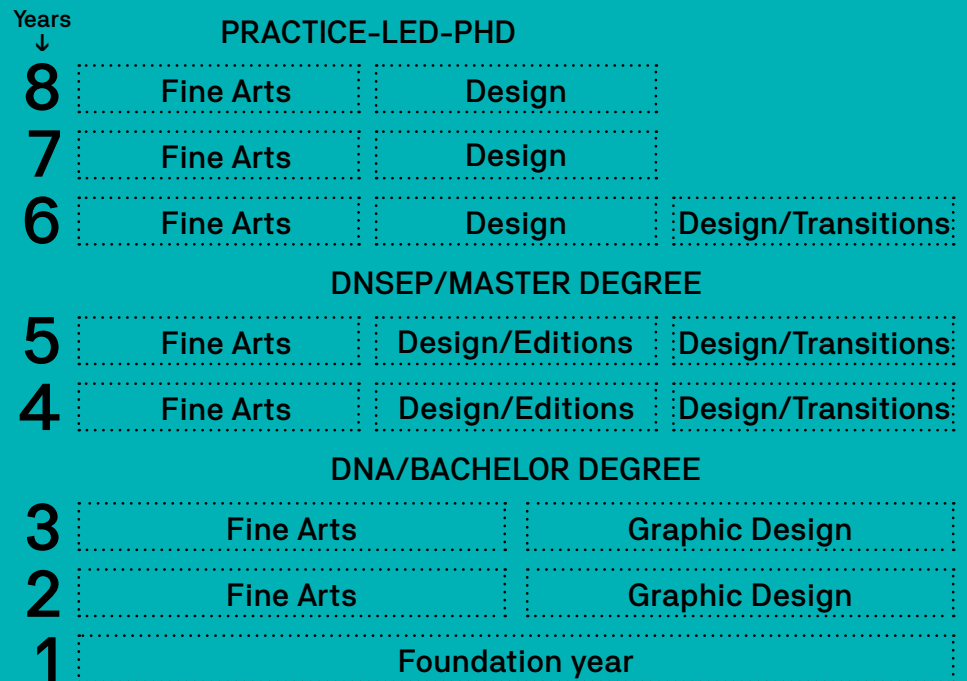 Years
↓
PRACTICE-LED-PHD
8 Fine Arts Design
7 Fine Arts Design
6 Fine Arts Design Design/Transitions
DNSEP/MASTER DEGREE
5 Fine Arts Design/Editions Design/Transitions
4 Fine Arts Design/Editions Design/Transitions
DNA/BACHELOR DEGREE
3 Fine Arts Graphic Design
2 Fine Arts Graphic Design
1 Foundation year